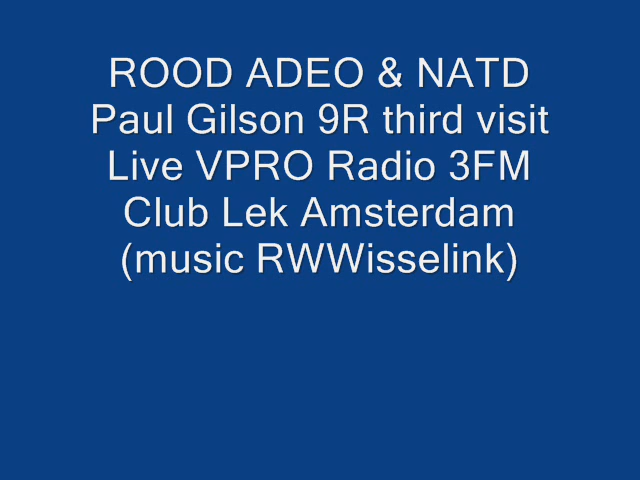 ROOD ADEO & NATD
Paul Gilson 9R third visit
Live VPRO Radio 3FM
Club Lek Amsterdam
(music RWWisselink)